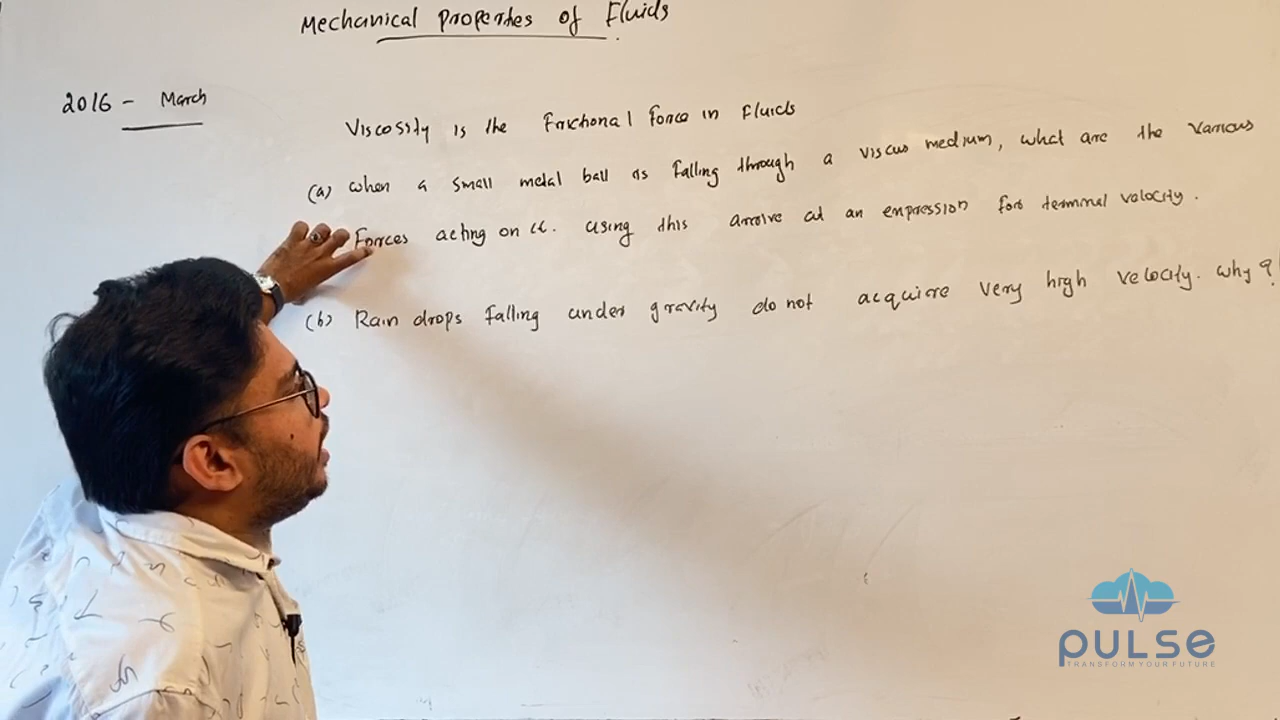 Mechanical Properties of Fluids
2016 - March
Viscossity is the Frichonal Force in Fluids
(a) When a small metal ball is falling through a viscus medium, what are the various
Forces acting on it. using this arrive at an expression for terminal velocity.
(b) Rain drops falling under gravity do not acquire very high velocity. why ?
PULSE
TRANSFORM YOUR FUTURE